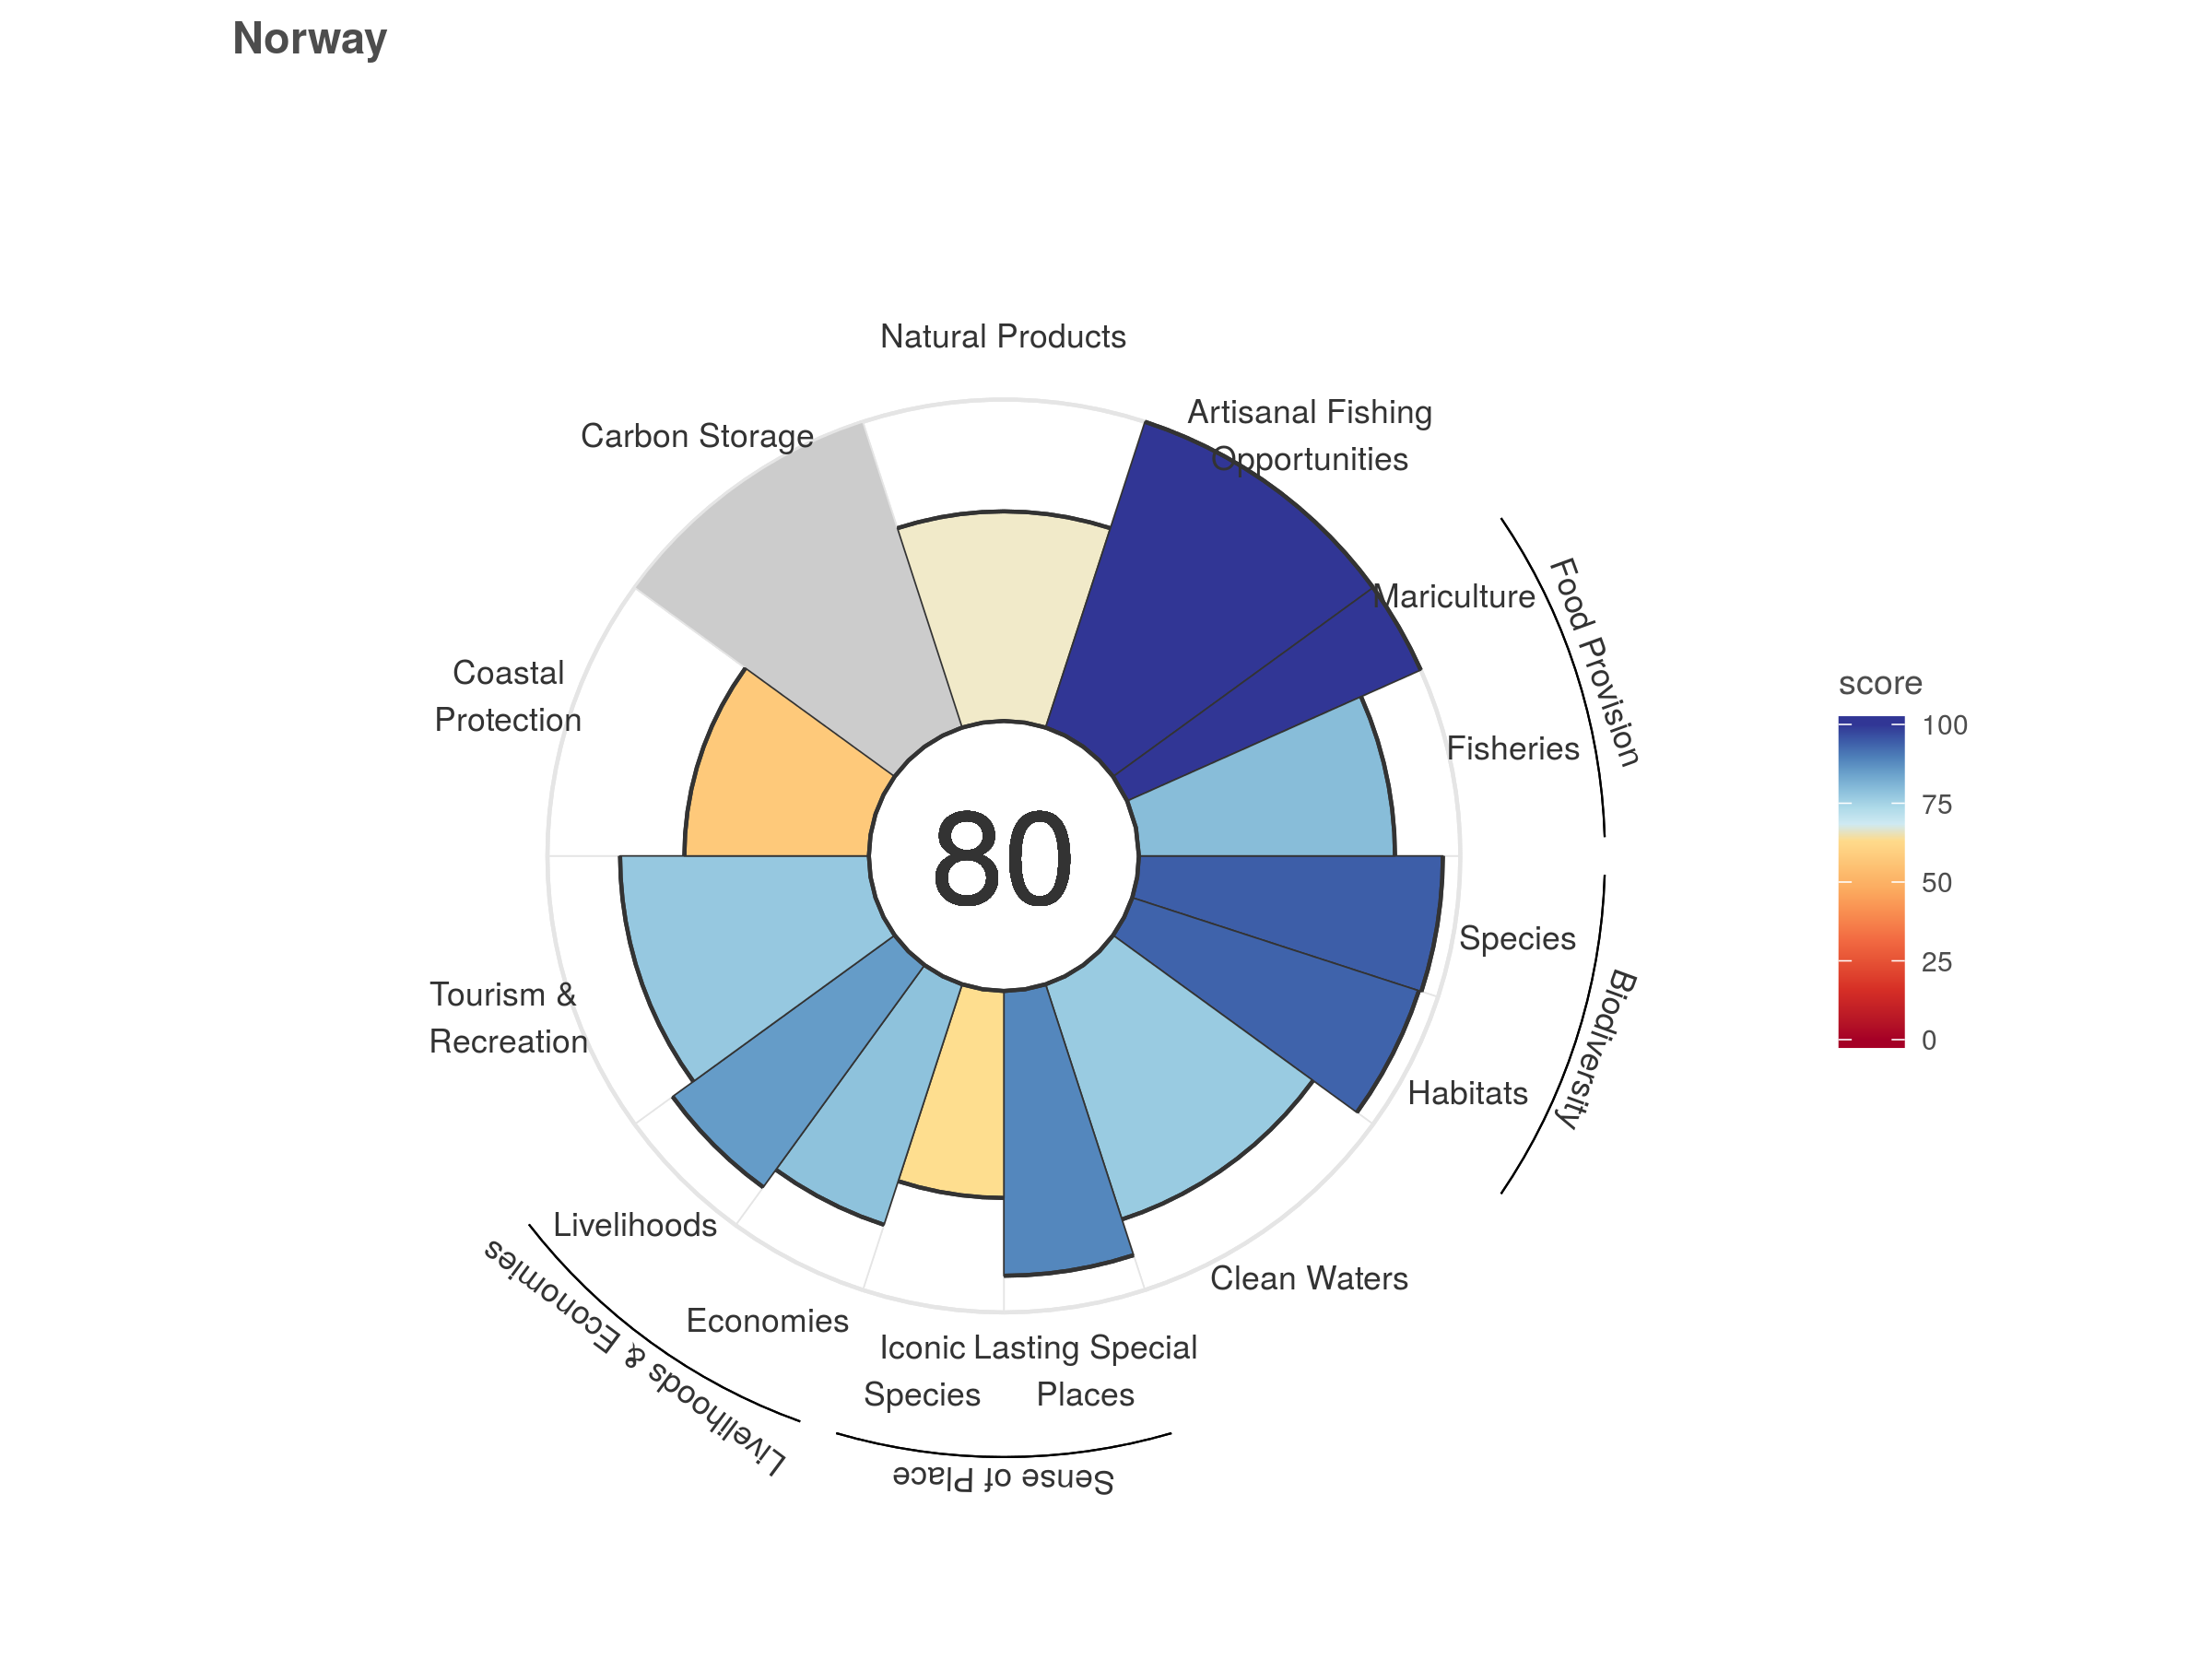 Norway
Natural Products
Artisanal Fishing
Opportunities
Carbon Storage
Mariculture
Food Provision
Coastal
Protection
Fisheries
80
Species
Biodiversity
Tourism &
Recreation
Habitats
Livelihoods
Clean Waters
Economies
Livelihoods & Economies
Iconic
Species
Lasting Special
Places
Sense of Place
score
100
75
50
25
0